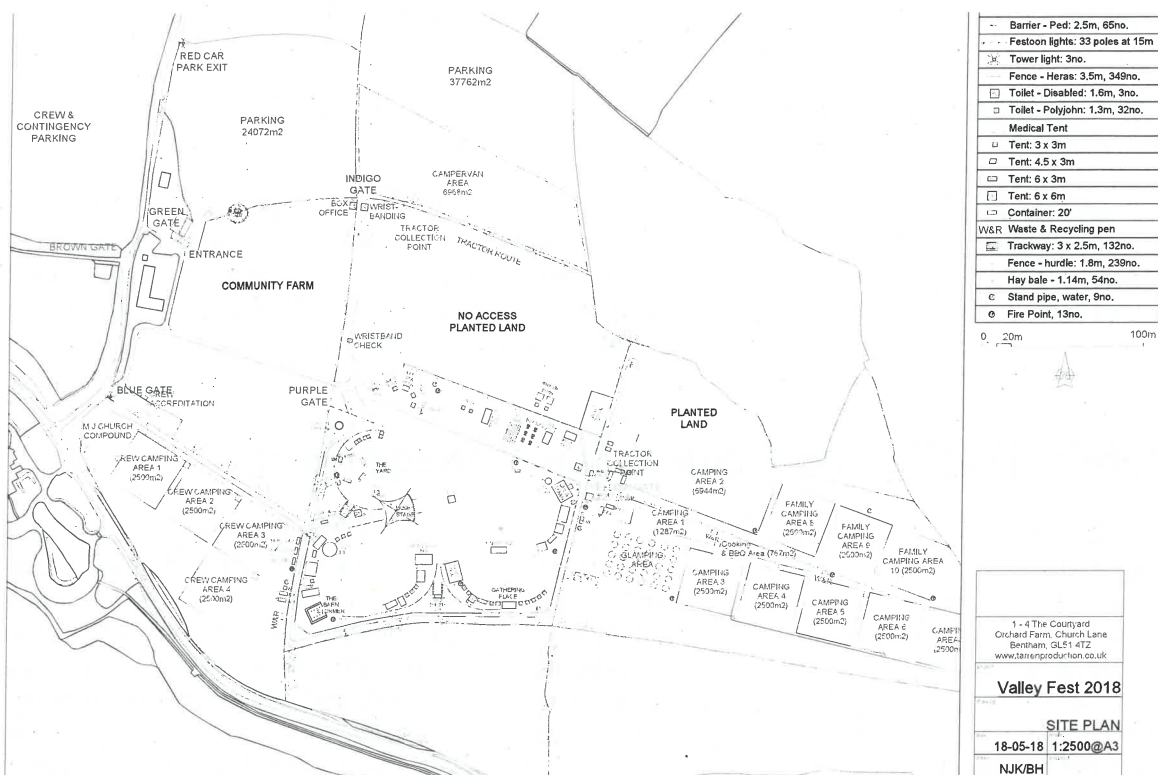 RED CAR
PARK EXIT
CREW &
CONTINGENCY
PARKING
PARKING
24072m2
PARKING
37762m2
INDIGO
GATE
CAMPERVAN
AREA
6968m2
BOX
OFFICE
WRIST-
BANDING
GREEN
GATE
BROWN GATE
ENTRANCE
TRACTOR
COLLECTION
POINT
TRACTOR ROUTE
COMMUNITY FARM
NO ACCESS
PLANTED LAND
WRISTBAND
CHECK
BLUE GATE
ACCREDITATION
PURPLE
GATE
M J CHURCH
COMPOUND
CREW CAMPING
AREA 1
(2500m2)
CREW CAMPING
AREA 2
(2500m2)
CREW CAMPING
AREA 3
(2500m2)
CREW CAMPING
AREA 4
(2500m2)
THE
YARD
W&R
THE
BARN
GATHERING
PLACE
PLANTED
LAND
TRACTOR
COLLECTION
POINT
CAMPING
AREA 2
(5944m2)
CAMPING
AREA 1
(1287m2)
GLAMPING
AREA
W&R
Cooking
& BBQ Area (767m2)
W&R
CAMPING
AREA 3
(2500m2)
CAMPING
AREA 4
(2500m2)
CAMPING
AREA 5
(2500m2)
CAMPING
AREA 6
(2500m2)
FAMILY
CAMPING
AREA 8
(2500m2)
FAMILY
CAMPING
AREA 9
(2500m2)
FAMILY
CAMPING AREA
10 (2500m2)
Barrier - Ped: 2.5m, 65no.
Festoon lights: 33 poles at 15m
Tower light: 3no.
Fence - Heras: 3.5m, 349no.
Toilet - Disabled: 1.6m, 3no.
Toilet - Polyjohn: 1.3m, 32no.
Medical Tent
Tent: 3 x 3m
Tent: 4.5 x 3m
Tent: 6 x 3m
Tent: 6 x 6m
Container: 20'
W&R Waste & Recycling pen
Trackway: 3 x 2.5m, 132no.
Fence - hurdle: 1.8m, 239no.
Hay bale - 1.14m, 54no.
Stand pipe, water, 9no.
Fire Point, 13no.
0 20m 100m
1 - 4 The Courtyard
Orchard Farm, Church Lane
Bentham, GL51 4TZ
www.tarrenproduction.co.uk
Valley Fest 2018
SITE PLAN
18-05-18 1:2500@A3
NJK/BH